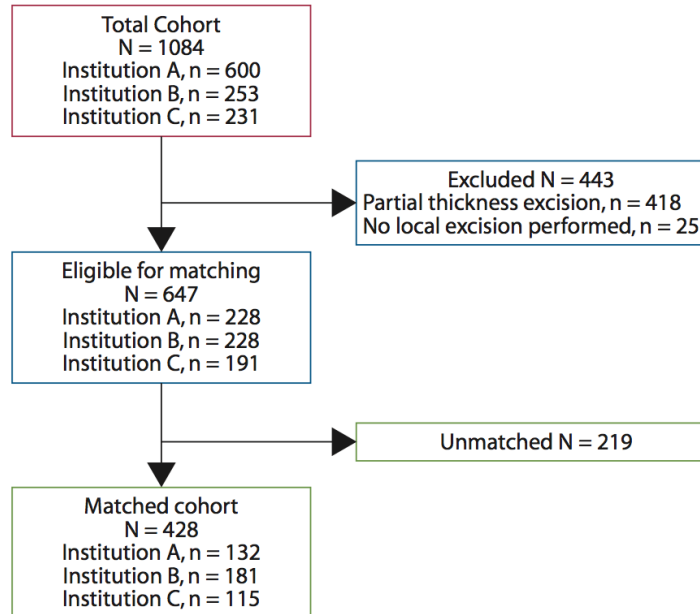 Total Cohort
N = 1084
Institution A, n = 600
Institution B, n = 253
Institution C, n = 231
Excluded N = 443
Partial thickness excision, n = 418
No local excision performed, n = 25
Eligible for matching
N = 647
Institution A, n = 228
Institution B, n = 228
Institution C, n = 191
Unmatched N = 219
Matched cohort
N = 428
Institution A, n = 132
Institution B, n = 181
Institution C, n = 115